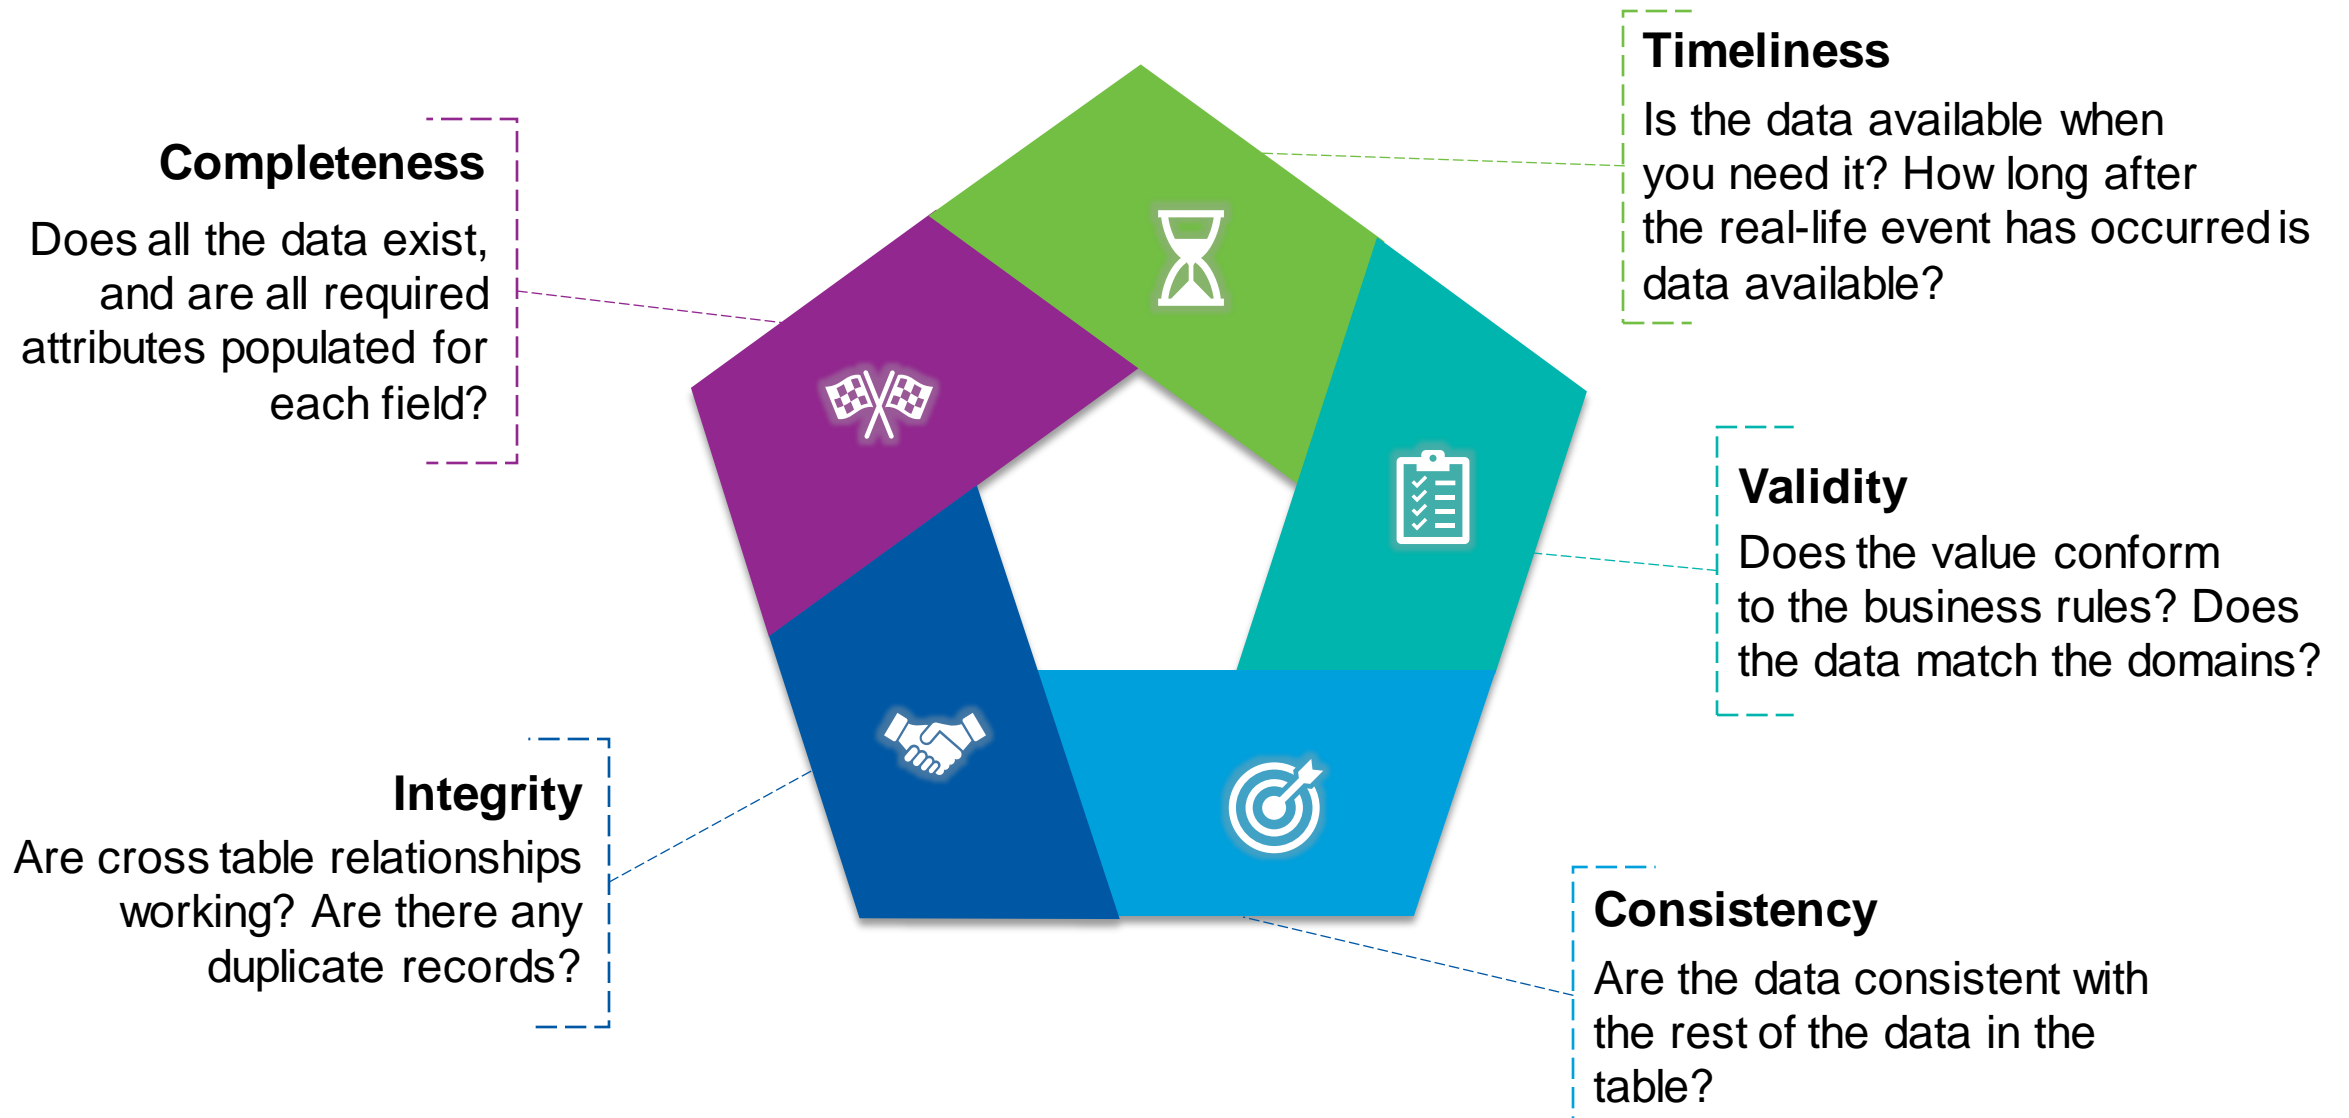 Timeliness
Is the data available when
you need it? How long after
the real-life event has occurred is
data available?
Completeness
Does all the data exist,
and are all required
attributes populated for
each field?
Validity
Does the value conform
to the business rules? Does
the data match the domains?
Integrity
Are cross table relationships
working? Are there any
duplicate records?
Consistency
Are the data consistent with
the rest of the data in the
table?